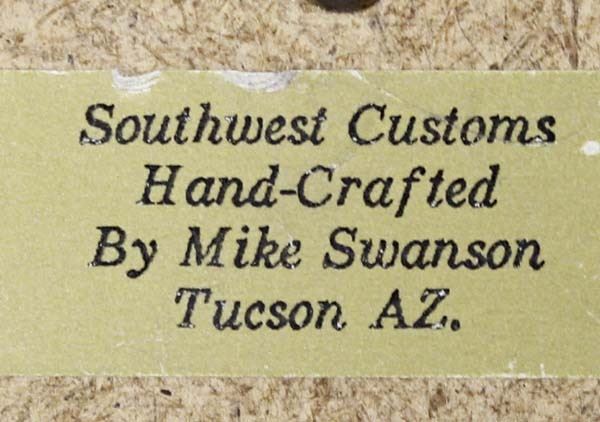 Southwest Customs
Hand-Crafted
By Mike Swanson
Tucson AZ.